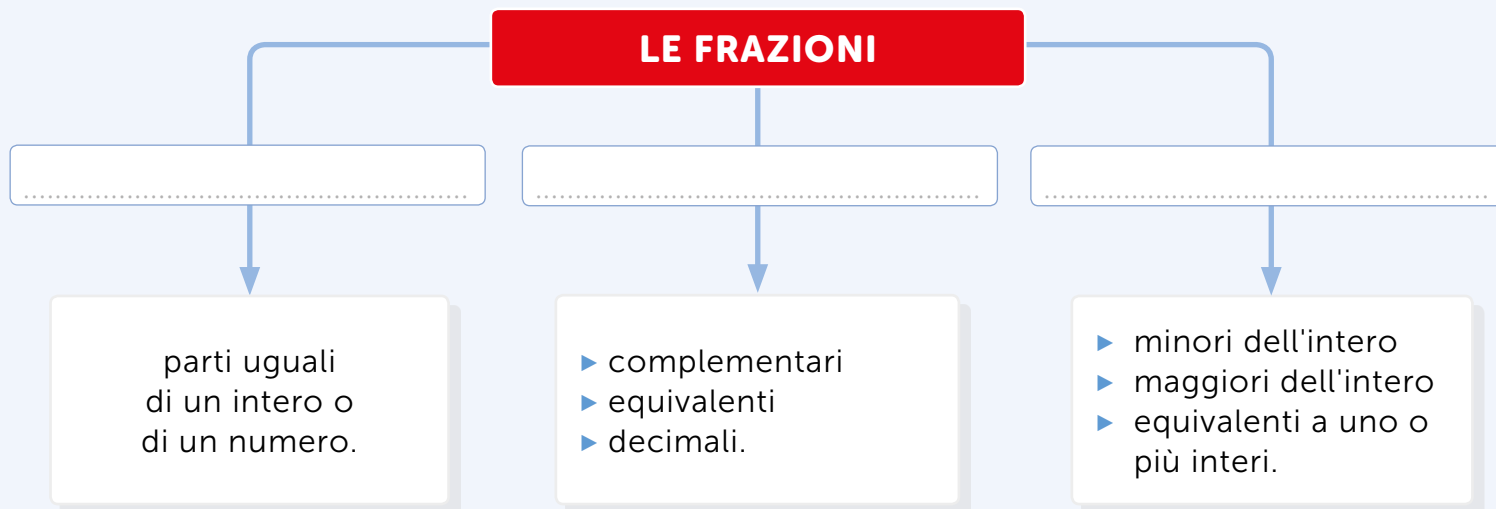 LE FRAZIONI
parti uguali
di un intero o
di un numero.
▶ complementari
▶ equivalenti
▶ decimali.
▶ minori dell'intero
▶ maggiori dell'intero
▶ equivalenti a uno o
più interi.